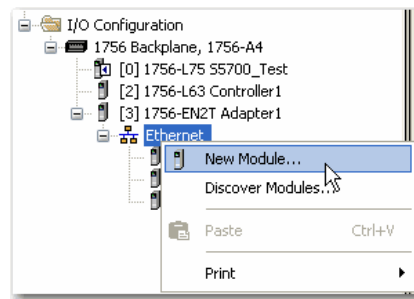 I/O Configuration
1756 Backplane, 1756-A4
[0] 1756-L75 S5700_Test
[2] 1756-L63 Controller1
[3] 1756-EN2T Adapter1
Ethernet
New Module...
Discover Modules...
Paste Ctrl+V
Print